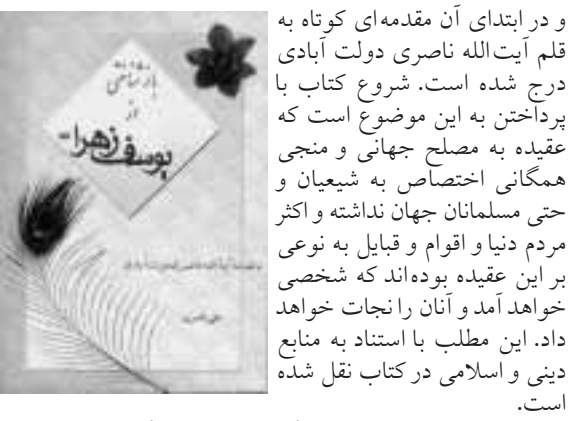 و در ابتدای آن مقدمه‌ای کوتاه به
قلم آیت‌الله ناصری دولت آبادی
درج شده است. شروع کتاب با
پرداختن به این موضوع است که
عقیده به مصلح جهانی و منجی
همگانی اختصاص به شیعیان و
حتی مسلمانان جهان نداشته و اکثر
مردم دنیا و اقوام و قبایل به نوعی
بر این عقیده بوده‌اند که شخصی
خواهد آمد و آنان را نجات خواهد
داد. این مطلب با استناد به منابع
دینی و اسلامی در کتاب نقل شده
است.
از
یوسف زهرا